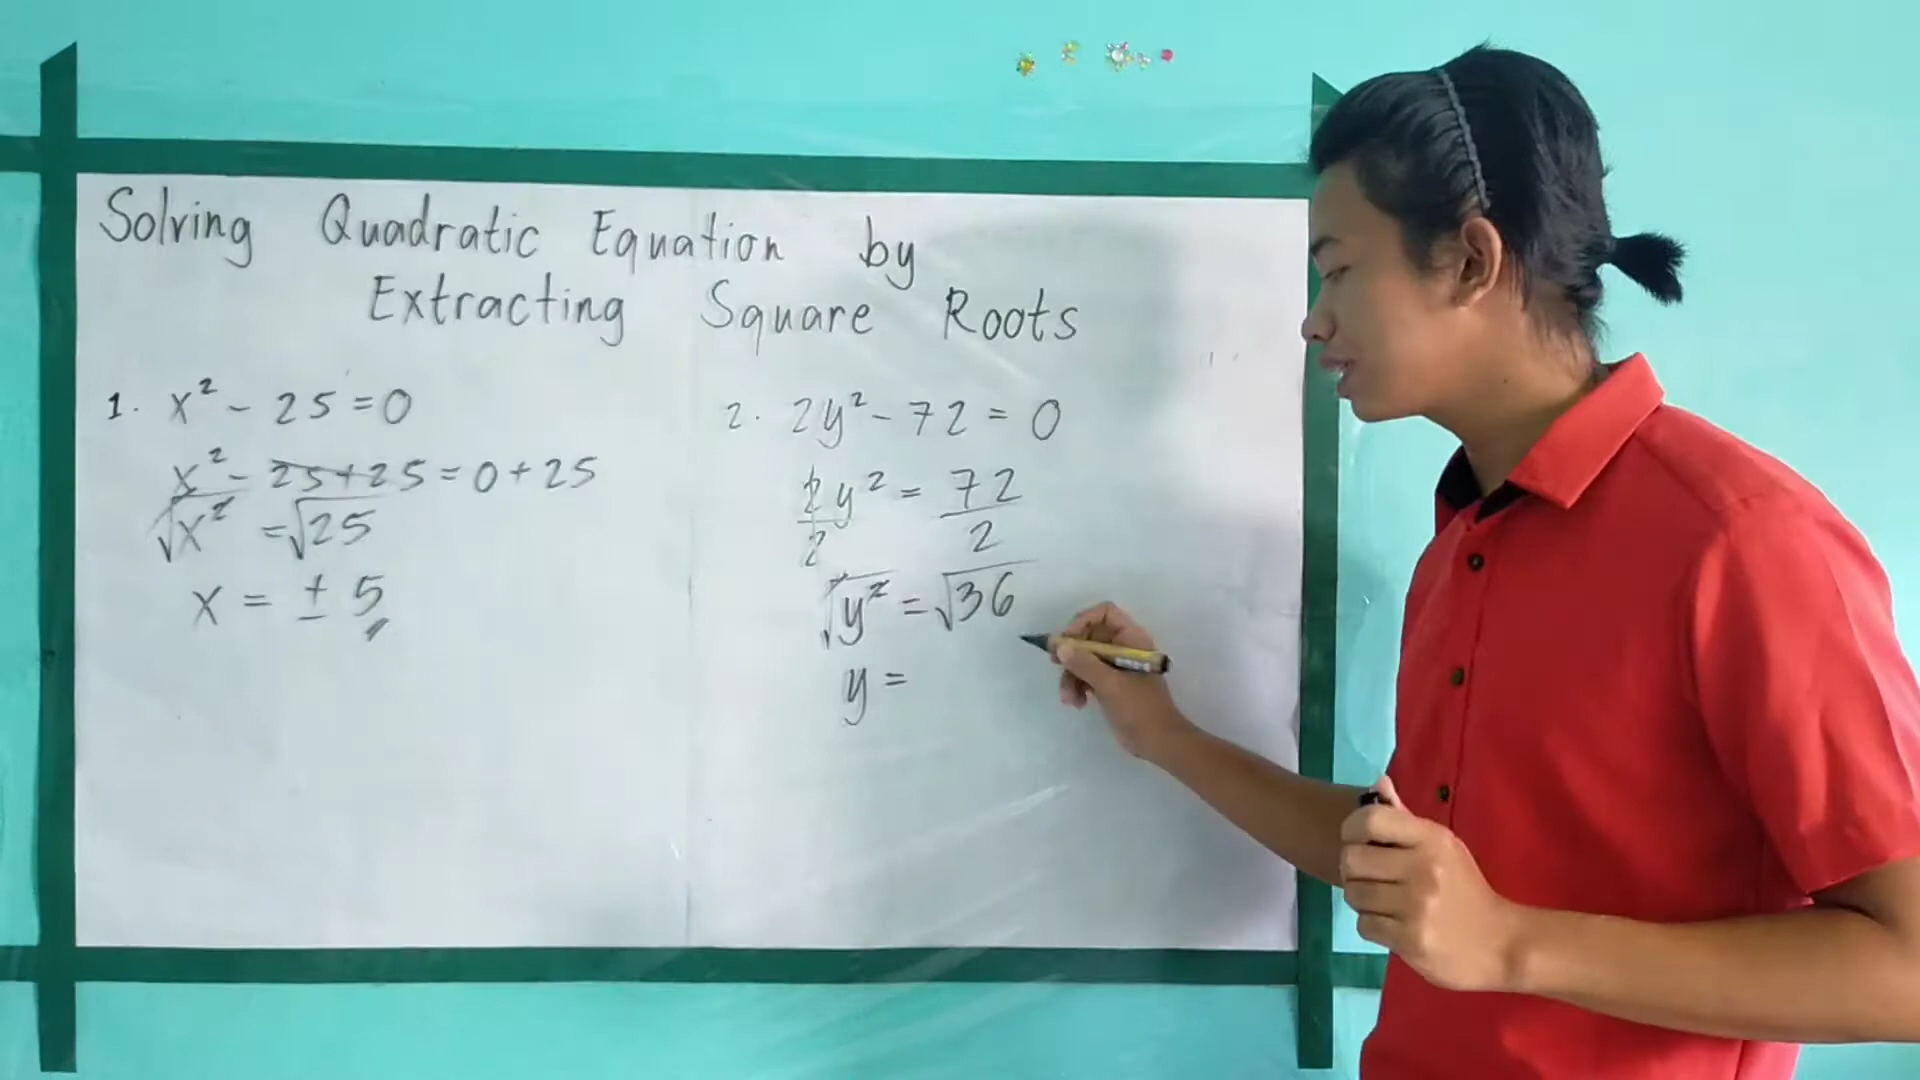 Solving Quadratic Equation by
Extracting Square Roots
1. x² - 25 = 0
x² - 25 + 25 = 0 + 25
√x² = √25
x = ± 5
2. 2y² - 72 = 0
2y²/2 = 72/2
√y² = √36
y =